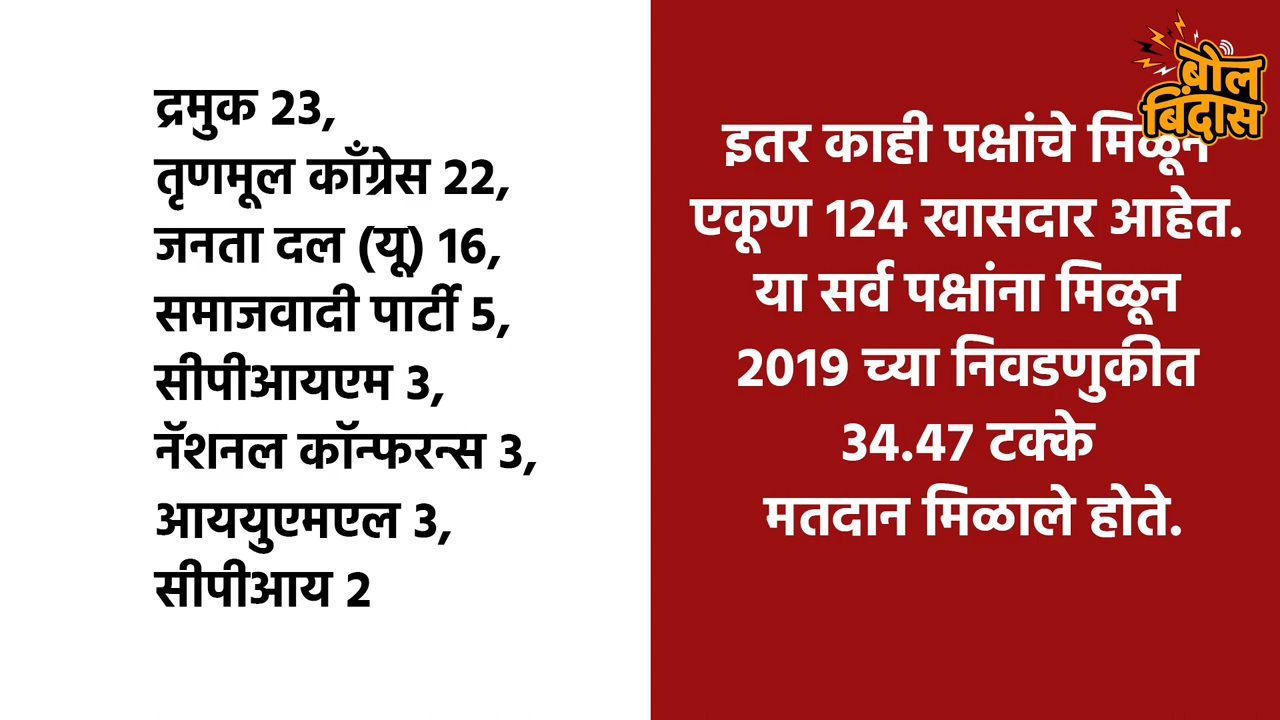 द्रमुक 23,
तृणमूल काँग्रेस 22,
जनता दल (यू) 16,
समाजवादी पार्टी 5,
सीपीआयएम 3,
नॅशनल कॉन्फरन्स 3,
आययुएमएल 3,
सीपीआय 2
बोल
बिंदास
इतर काही पक्षांचे मिळून
एकूण 124 खासदार आहेत.
या सर्व पक्षांना मिळून
2019 च्या निवडणुकीत
34.47 टक्के
मतदान मिळाले होते.